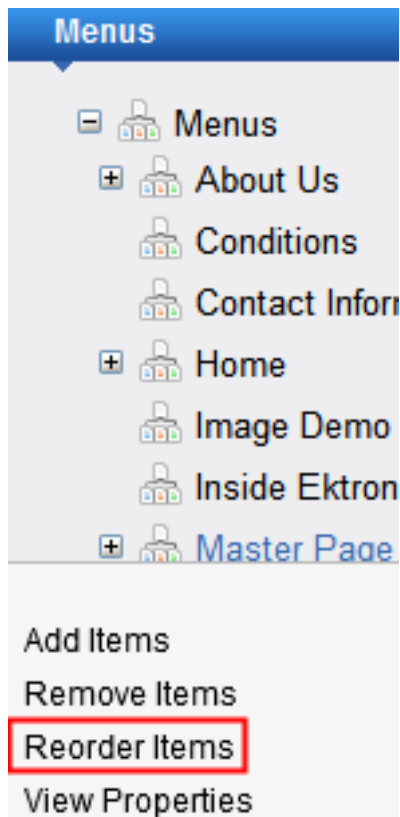 Menus
Menus
About Us
Conditions
Contact
Home
Image Demo
Inside Ektron
Master Page
Add Items
Remove Items
Reorder Items
View Properties